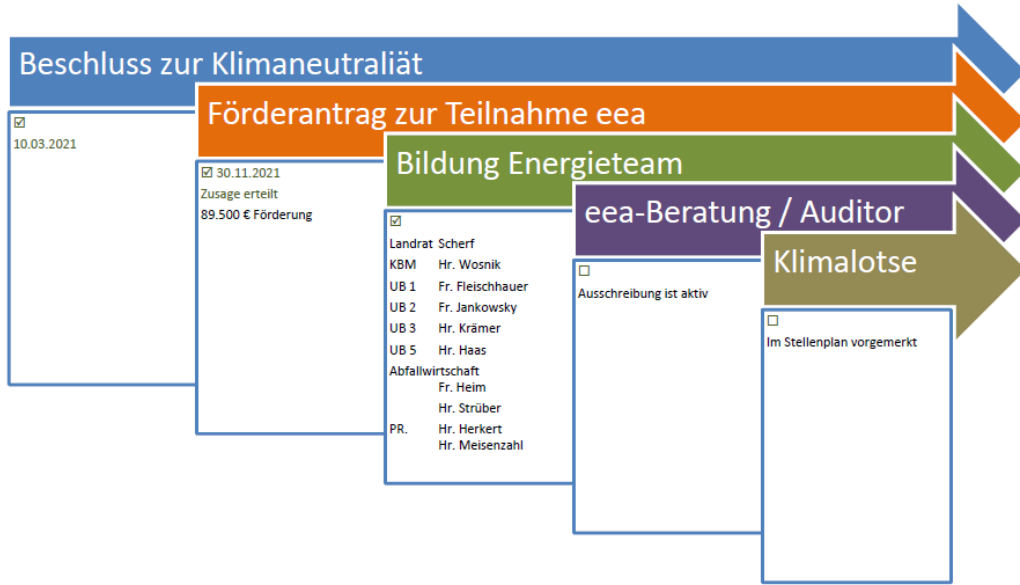 Beschluss zur Klimaneutraliät
☑
10.03.2021
Förderantrag zur Teilnahme eea
☑ 30.11.2021
Zusage erteilt
89.500 € Förderung
Bildung Energieteam
☑
Landrat Scherf
KBM Hr. Wosnik
UB 1 Fr. Fleischhauer
UB 2 Fr. Jankowsky
UB 3 Hr. Krämer
UB 5 Hr. Haas
Abfallwirtschaft
Fr. Heim
Hr. Strüber
PR. Hr. Herkert
Hr. Meisenzahl
eea-Beratung / Auditor
☐
Ausschreibung ist aktiv
Klimalotse
☐
Im Stellenplan vorgemerkt